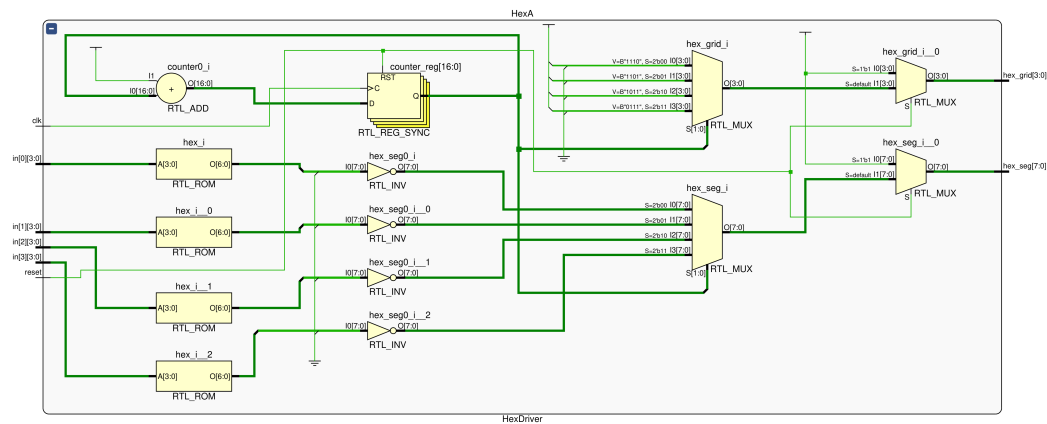 HexA
counter0_i
I1
I0[16:0]
+
O[16:0]
RTL_ADD
counter_reg[16:0]
RST
C
D
Q
RTL_REG_SYNC
hex_grid_i
V=B"1110", S=2'b00 I0[3:0]
V=B"1101", S=2'b01 I1[3:0]
V=B"1011", S=2'b10 I2[3:0]
V=B"0111", S=2'b11 I3[3:0]
O[3:0]
S[1:0]
RTL_MUX
hex_grid_i__0
S=1'b1 I0[3:0]
S=default I1[3:0]
O[3:0]
S
RTL_MUX
hex_grid[3:0]
clk
in[0][3:0]
in[1][3:0]
in[2][3:0]
in[3][3:0]
reset
hex_i
A[3:0] O[6:0]
RTL_ROM
hex_i__0
A[3:0] O[6:0]
RTL_ROM
hex_i__1
A[3:0] O[6:0]
RTL_ROM
hex_i__2
A[3:0] O[6:0]
RTL_ROM
hex_seg0_i
I0[7:0] O[7:0]
RTL_INV
hex_seg0_i__0
I0[7:0] O[7:0]
RTL_INV
hex_seg0_i__1
I0[7:0] O[7:0]
RTL_INV
hex_seg0_i__2
I0[7:0] O[7:0]
RTL_INV
hex_seg_i
S=2'b00 I0[7:0]
S=2'b01 I1[7:0]
S=2'b10 I2[7:0]
S=2'b11 I3[7:0]
O[7:0]
S[1:0]
RTL_MUX
hex_seg_i__0
S=1'b1 I0[7:0]
S=default I1[7:0]
O[7:0]
S
RTL_MUX
hex_seg[7:0]
HexDriver